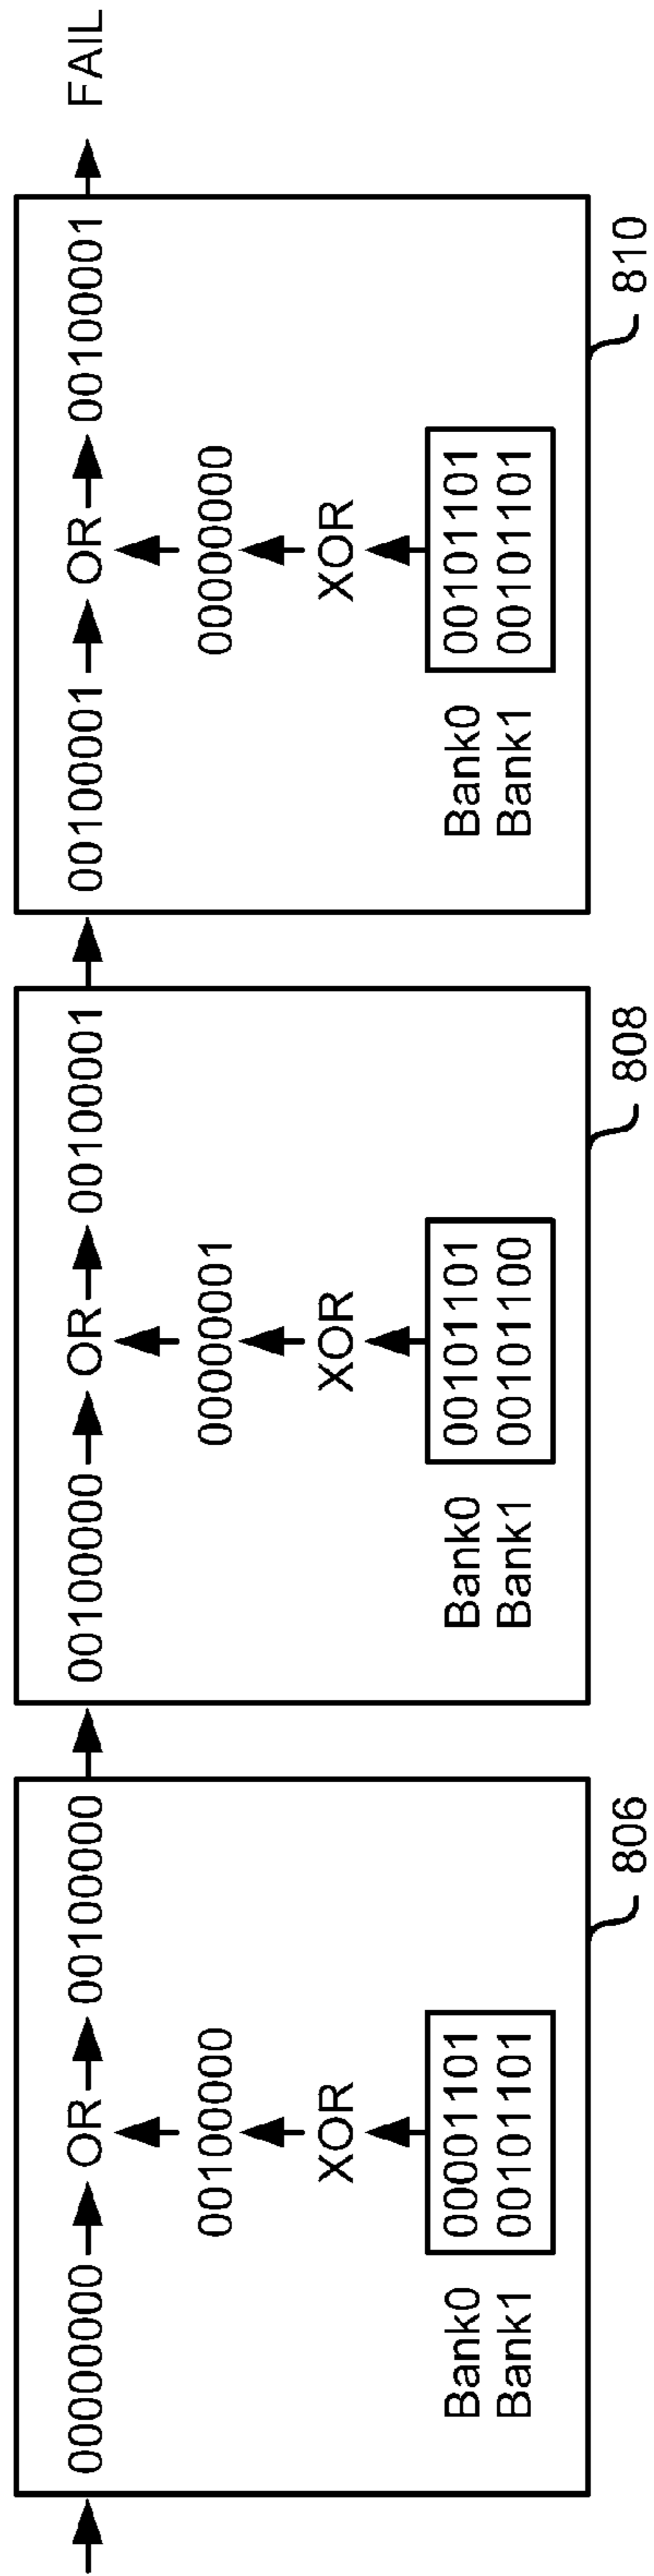 00000000 OR 00100000
00100000
XOR
Bank0 00001101
Bank1 00101101
806
00100000 OR 00100001
00000001
XOR
Bank0 00101101
Bank1 00101100
808
00100001 OR 00100001
00000000
XOR
Bank0 00101101
Bank1 00101101
810
FAIL